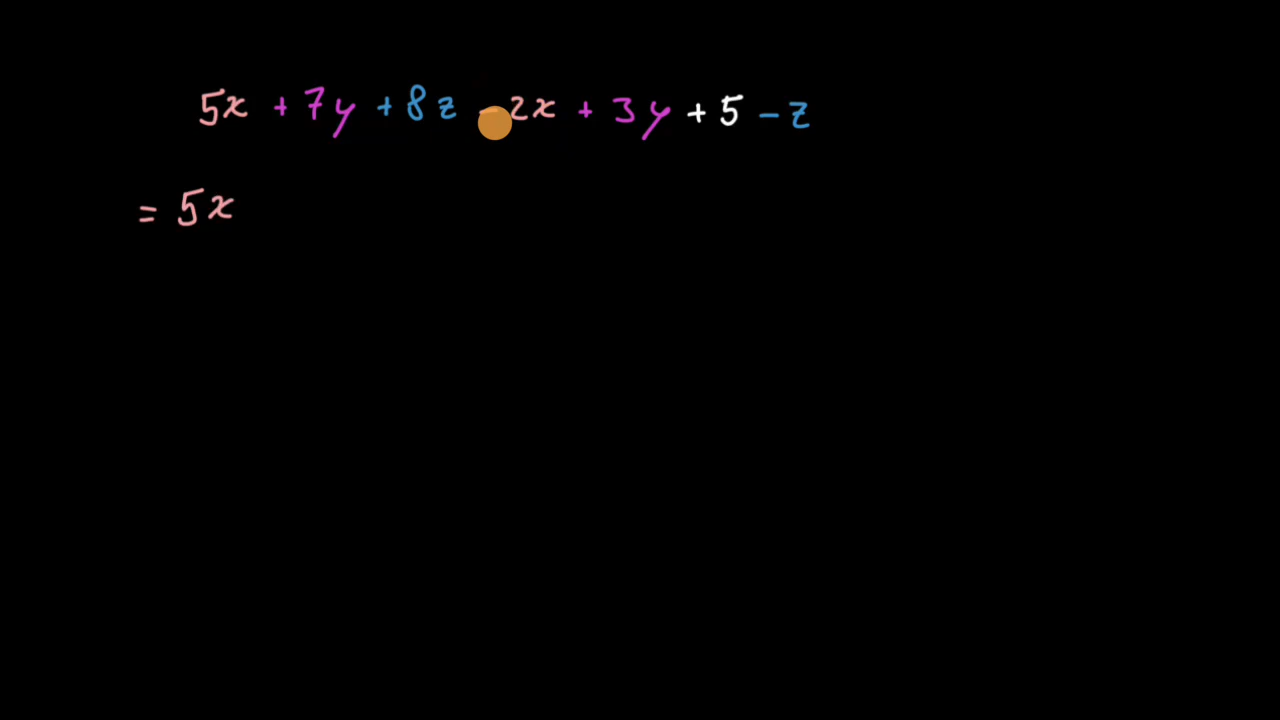 5x + 7y + 8z - 2x + 3y + 5 - z
= 5x